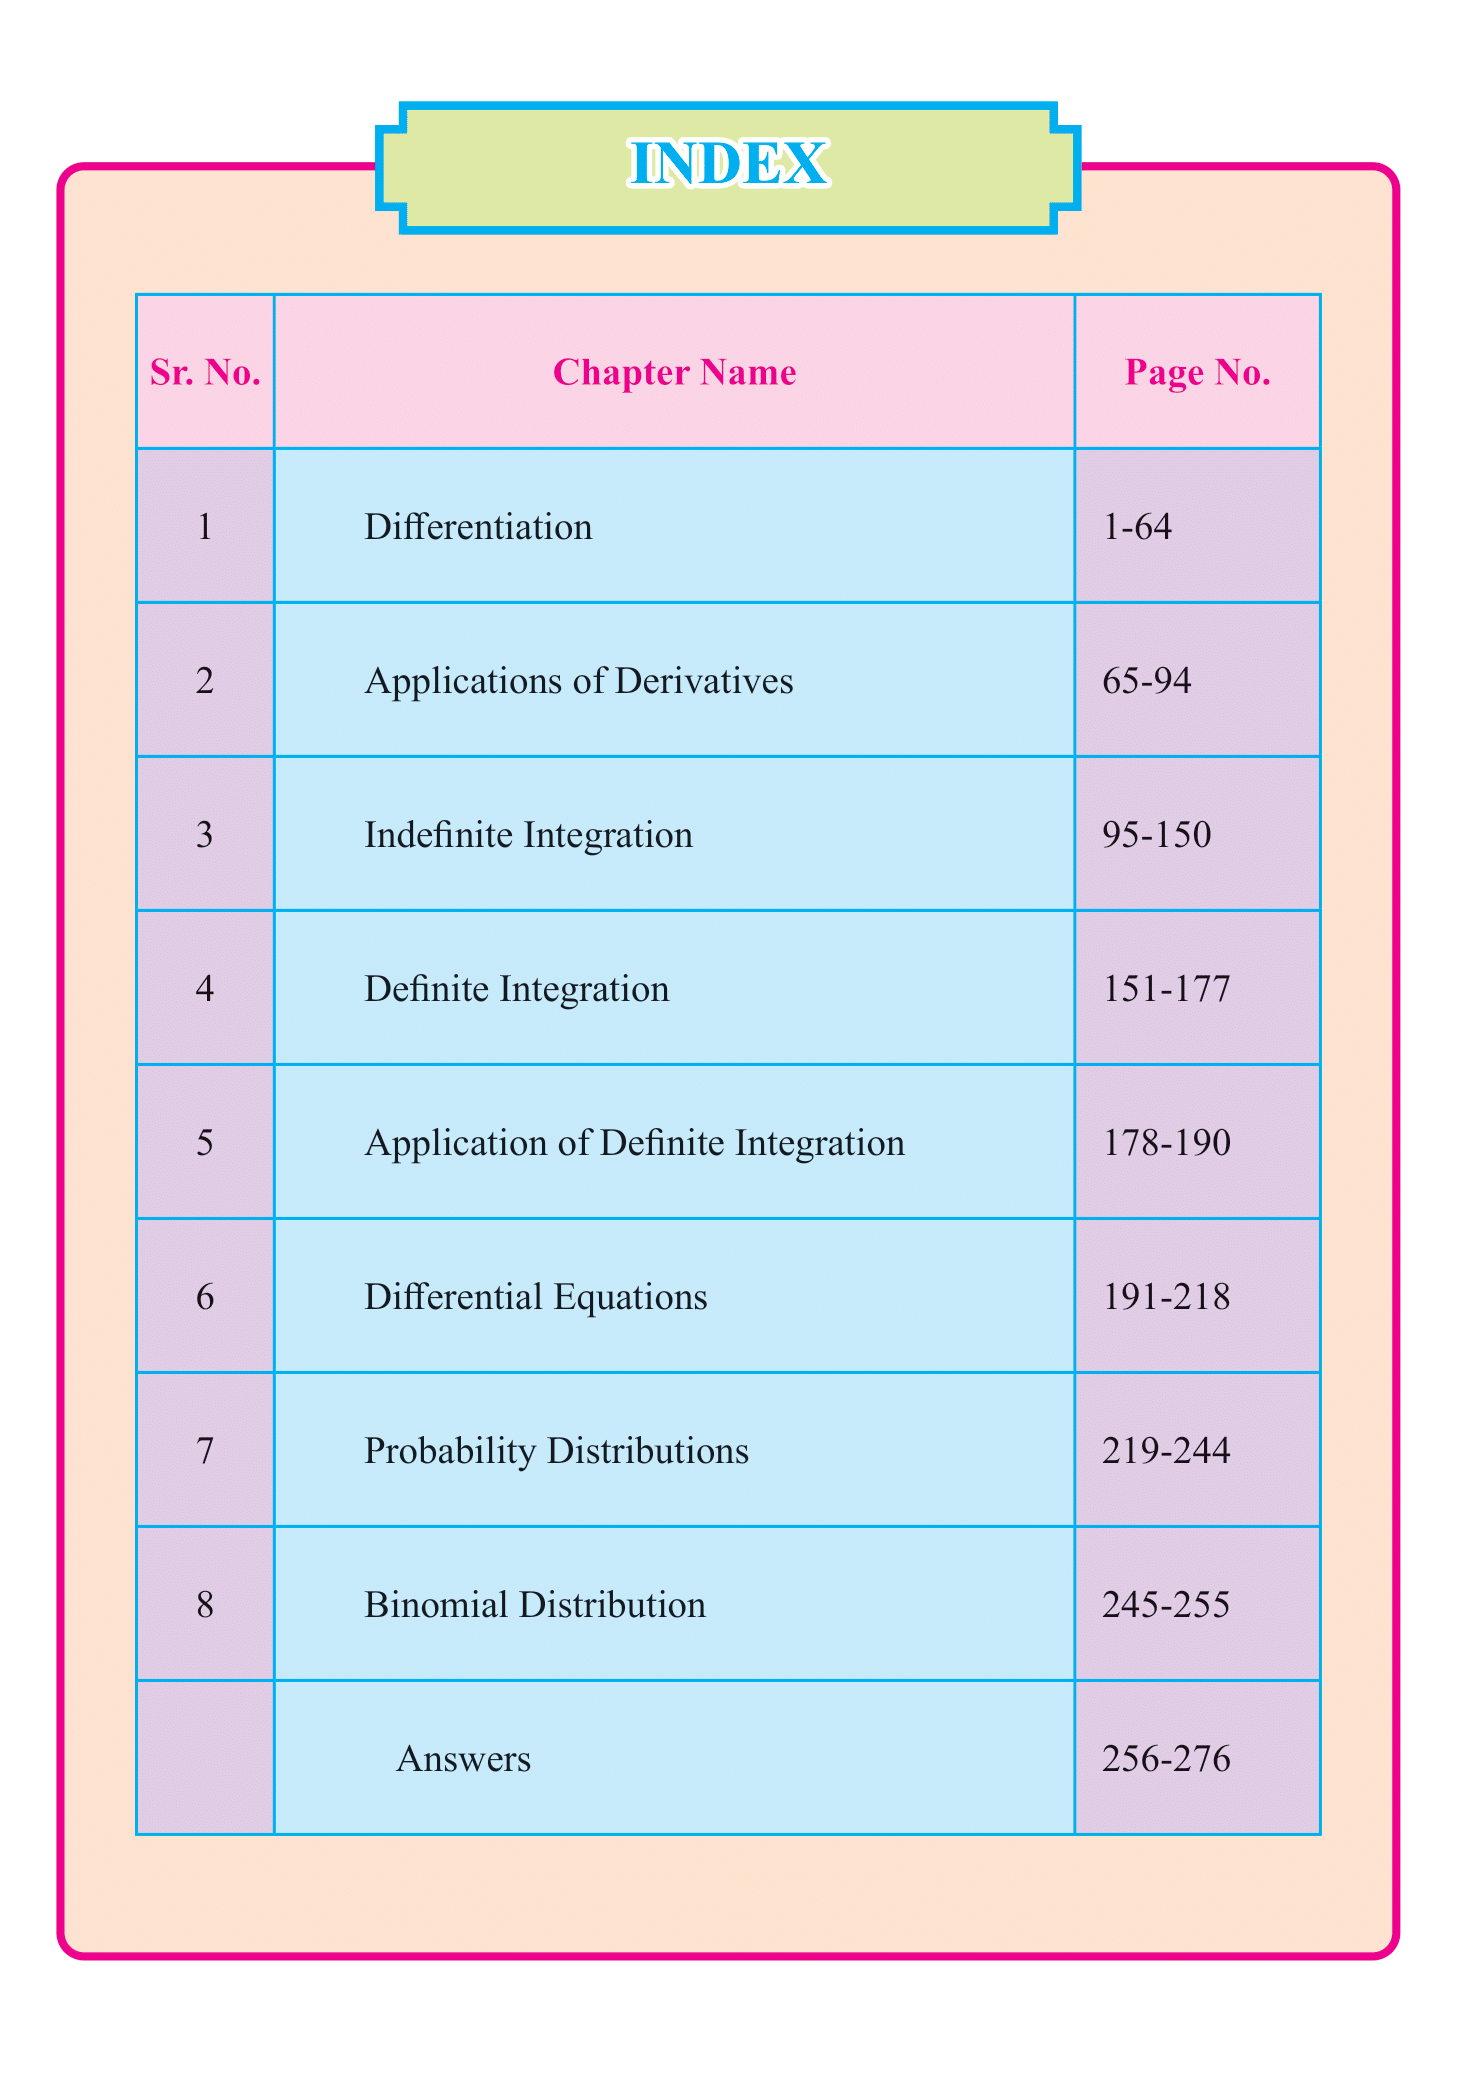 INDEX
Sr. No. Chapter Name Page No.
1 Differentiation 1-64
2 Applications of Derivatives 65-94
3 Indefinite Integration 95-150
4 Definite Integration 151-177
5 Application of Definite Integration 178-190
6 Differential Equations 191-218
7 Probability Distributions 219-244
8 Binomial Distribution 245-255
Answers 256-276